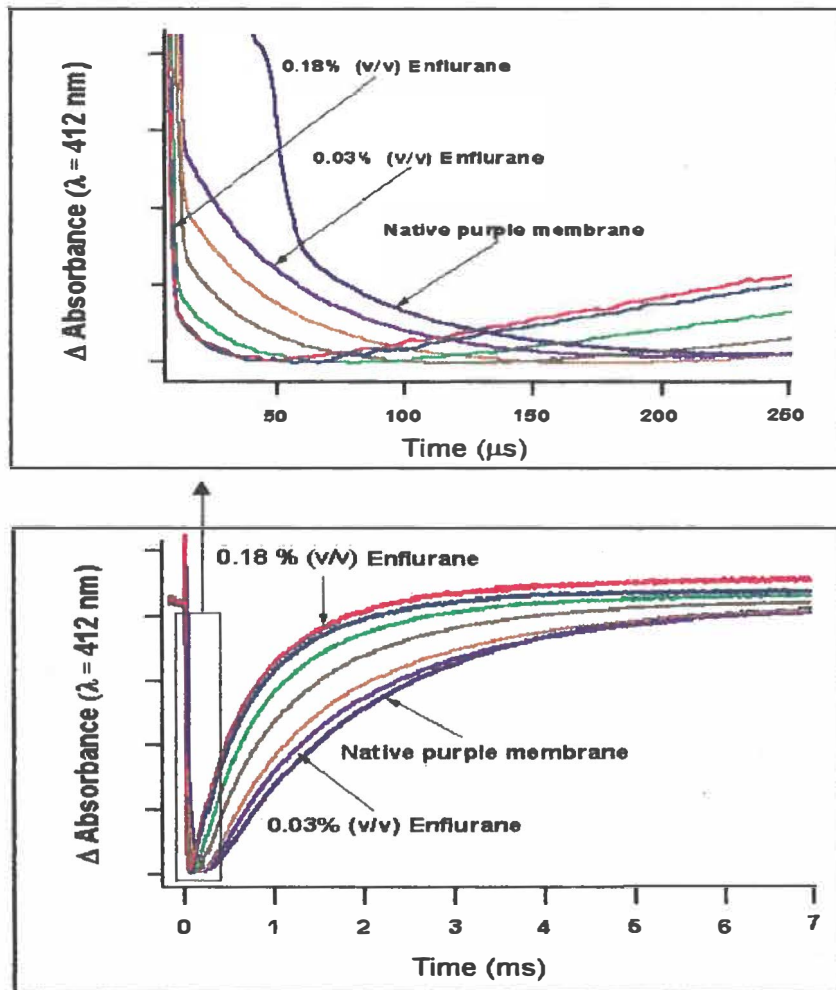 Δ Absorbance (λ = 412 nm)
0.18% (v/v) Enflurane
0.03% (v/v) Enflurane
Native purple membrane
50 100 150 200 250
Time (μs)
Δ Absorbance (λ = 412 nm)
0.18 % (v/v) Enflurane
Native purple membrane
0.03% (v/v) Enflurane
0 1 2 3 4 5 6 7
Time (ms)